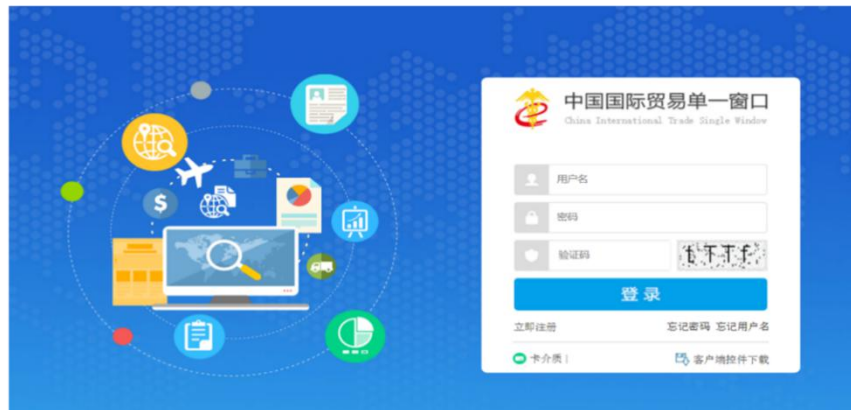 中国国际贸易单一窗口
China International Trade Single Window
用户名
密码
验证码
登录
立即注册 忘记密码 忘记用户名
卡介质 | 客户端控件下载